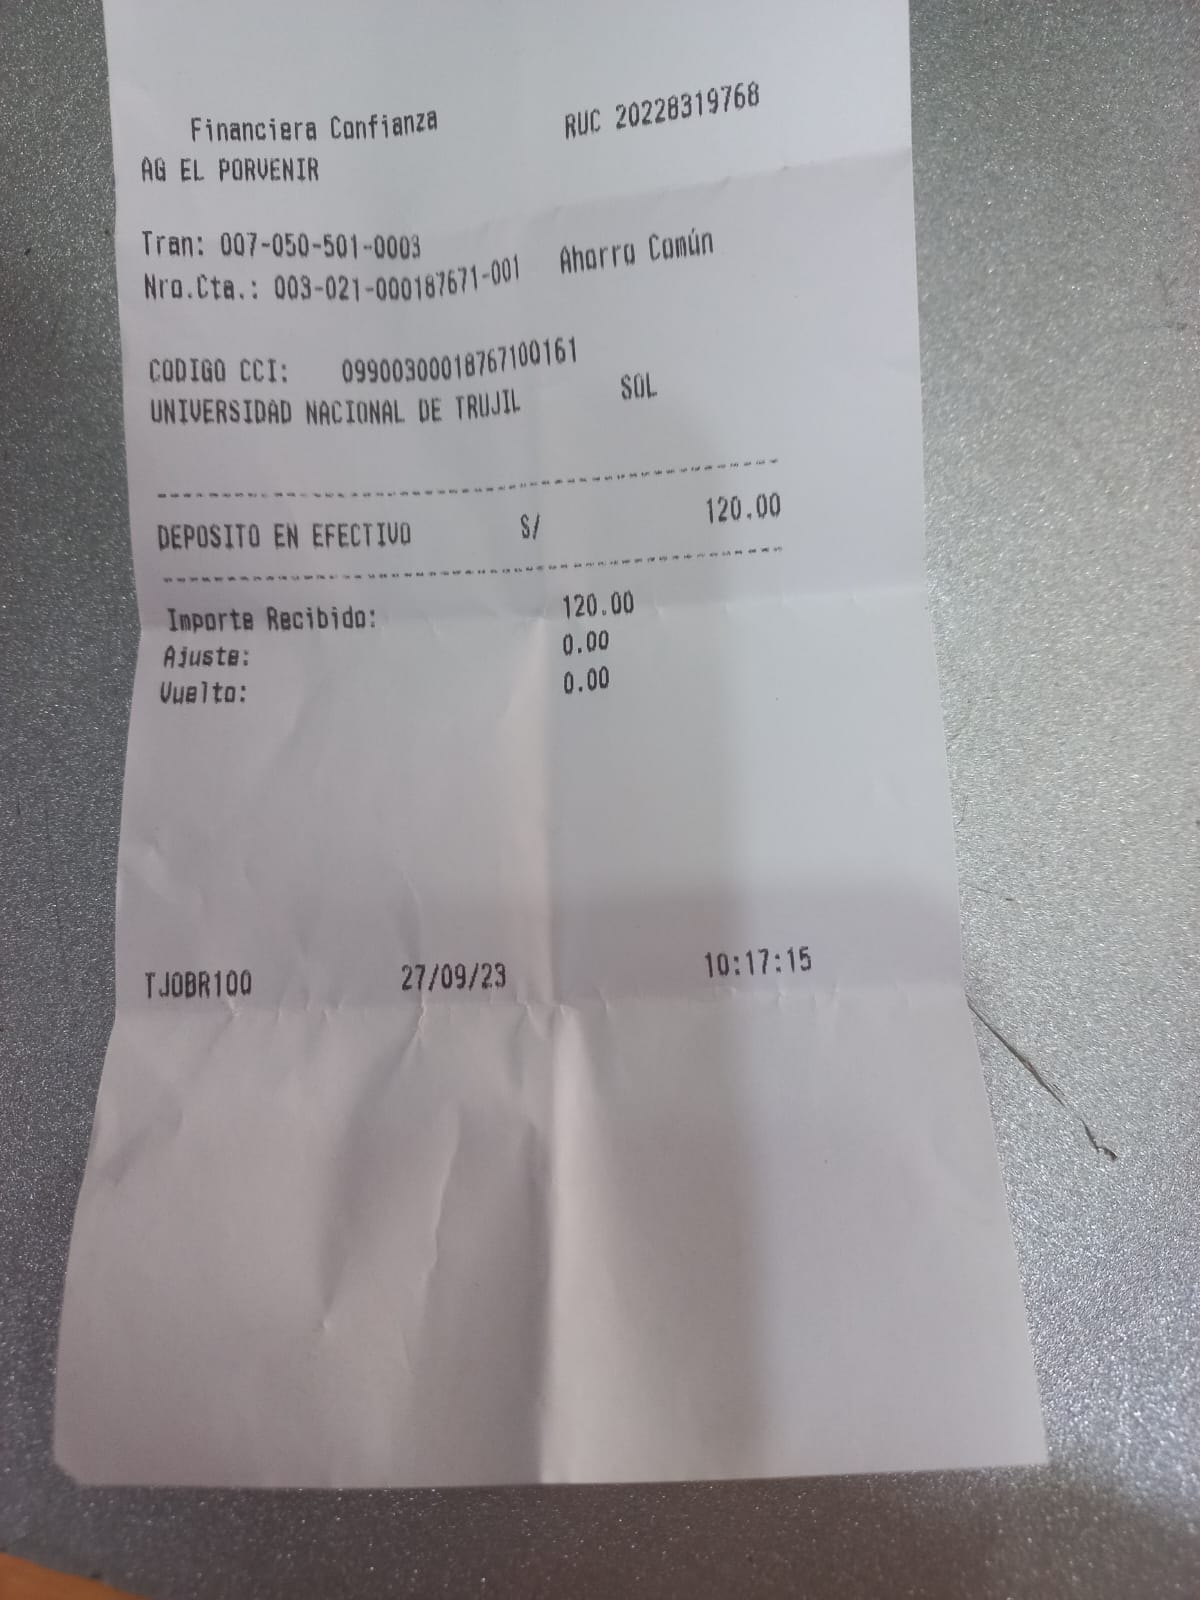 Financiera Confianza RUC 20228319768
AG EL PORVENIR
Tran: 007-050-501-0003
Nro.Cta.: 003-021-000187671-001 Ahorro Común
CODIGO CCI: 09900300018767100161
UNIVERSIDAD NACIONAL DE TRUJIL SOL
DEPOSITO EN EFECTIVO S/ 120.00
Importe Recibido: 120.00
Ajuste: 0.00
Vuelto: 0.00
TJOBR100 27/09/23 10:17:15